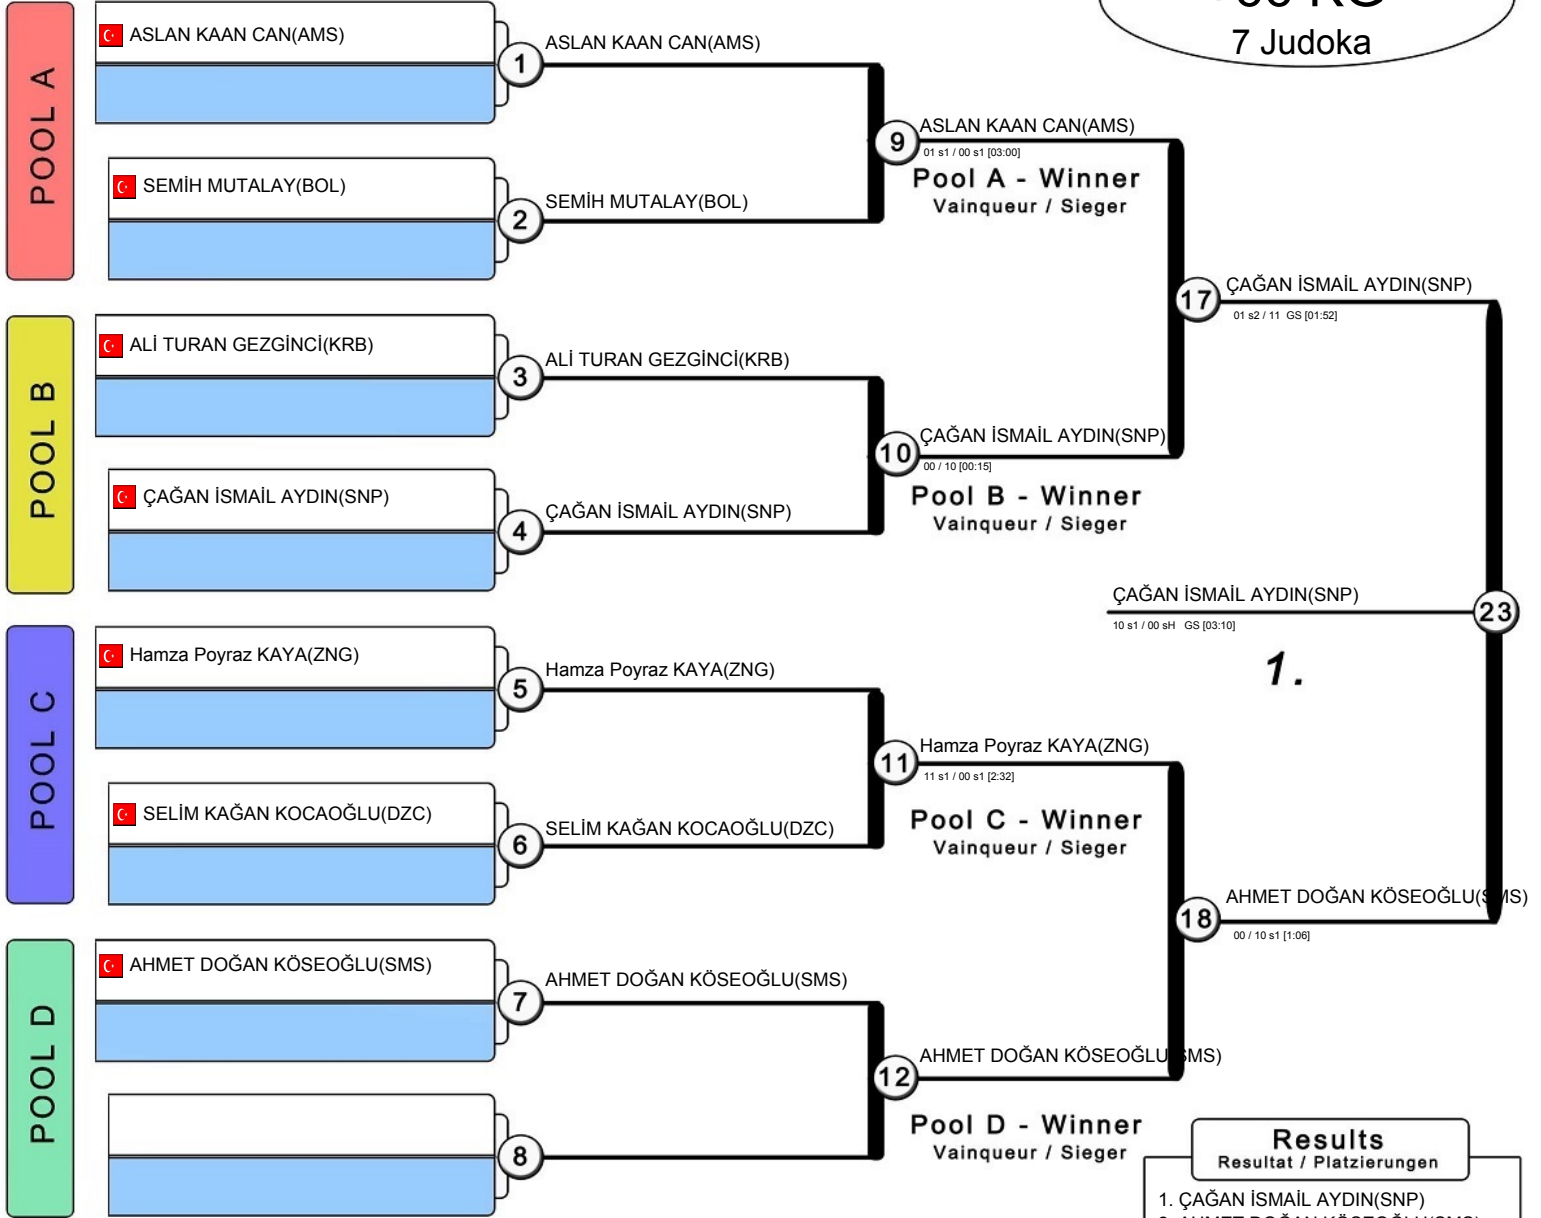 KG
7 Judoka
POOL A
ASLAN KAAN CAN(AMS)
1
ASLAN KAAN CAN(AMS)
SEMİH MUTALAY(BOL)
2
SEMİH MUTALAY(BOL)
9
ASLAN KAAN CAN(AMS)
01 s1 / 00 s1 [03:00]
Pool A - Winner
Vainqueur / Sieger
POOL B
ALİ TURAN GEZGİNCİ(KRB)
3
ALİ TURAN GEZGİNCİ(KRB)
ÇAĞAN İSMAİL AYDIN(SNP)
4
ÇAĞAN İSMAİL AYDIN(SNP)
10
ÇAĞAN İSMAİL AYDIN(SNP)
00 / 10 [00:15]
Pool B - Winner
Vainqueur / Sieger
17
ÇAĞAN İSMAİL AYDIN(SNP)
01 s2 / 11 GS [01:52]
ÇAĞAN İSMAİL AYDIN(SNP)
23
10 s1 / 00 sH GS [03:10]
1.
POOL C
Hamza Poyraz KAYA(ZNG)
5
Hamza Poyraz KAYA(ZNG)
SELİM KAĞAN KOCAOĞLU(DZC)
6
SELİM KAĞAN KOCAOĞLU(DZC)
11
Hamza Poyraz KAYA(ZNG)
11 s1 / 00 s1 [2:32]
Pool C - Winner
Vainqueur / Sieger
18
AHMET DOĞAN KÖSEOĞLU(SMS)
00 / 10 s1 [1:06]
POOL D
AHMET DOĞAN KÖSEOĞLU(SMS)
7
AHMET DOĞAN KÖSEOĞLU(SMS)
8
12
AHMET DOĞAN KÖSEOĞLU(SMS)
Pool D - Winner
Vainqueur / Sieger
Results
Resultat / Platzierungen
1. ÇAĞAN İSMAİL AYDIN(SNP)
2. AHMET DOĞAN KÖSEOĞLU(SMS)